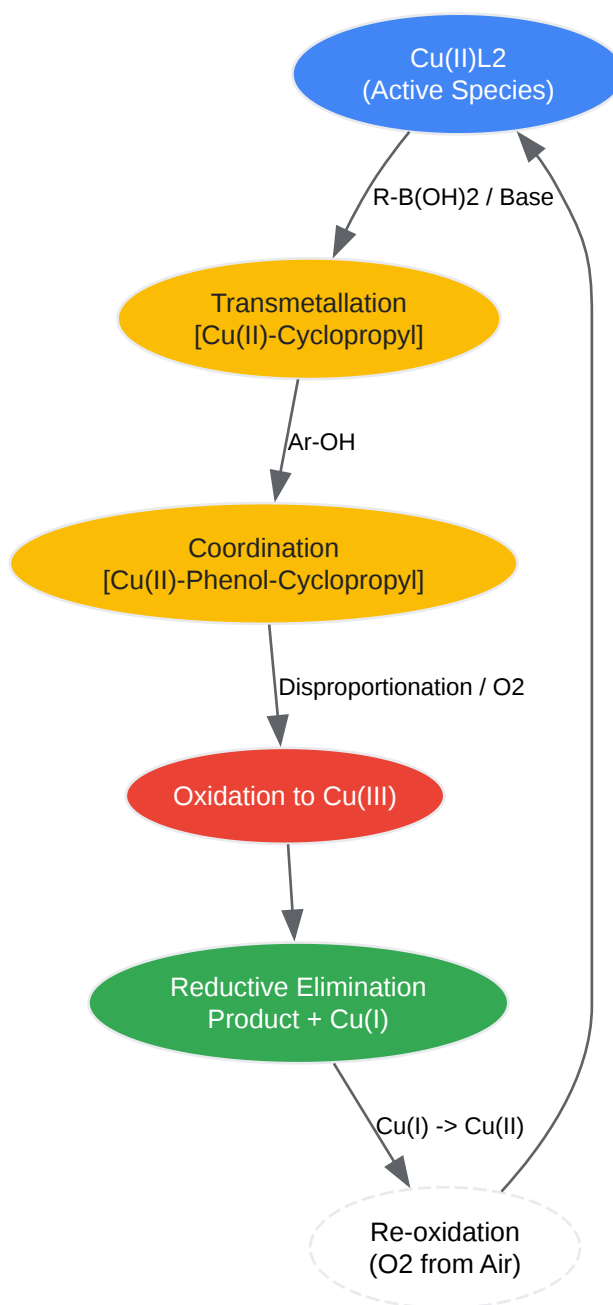 Cu(II)L2
(Active Species)
R-B(OH)2 / Base
Transmetallation
[Cu(II)-Cyclopropyl]
Ar-OH
Coordination
[Cu(II)-Phenol-Cyclopropyl]
Disproportionation / O2
Oxidation to Cu(III)
Reductive Elimination
Product + Cu(I)
Cu(I) -> Cu(II)
Re-oxidation
(O2 from Air)